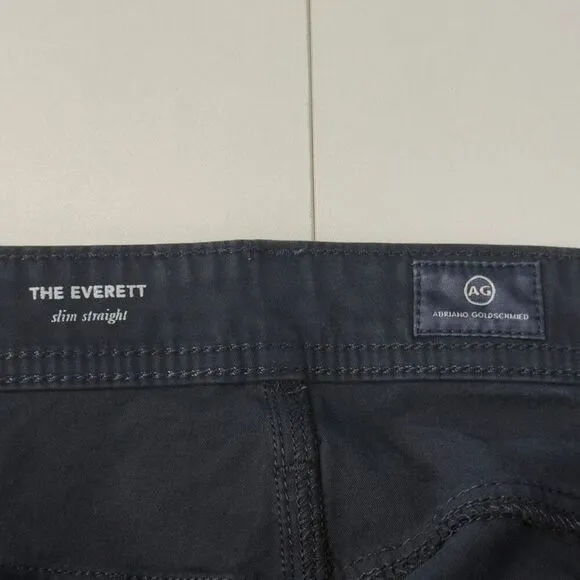 THE EVERETT
slim straight
AG
ADRIANO GOLDSCHMIED